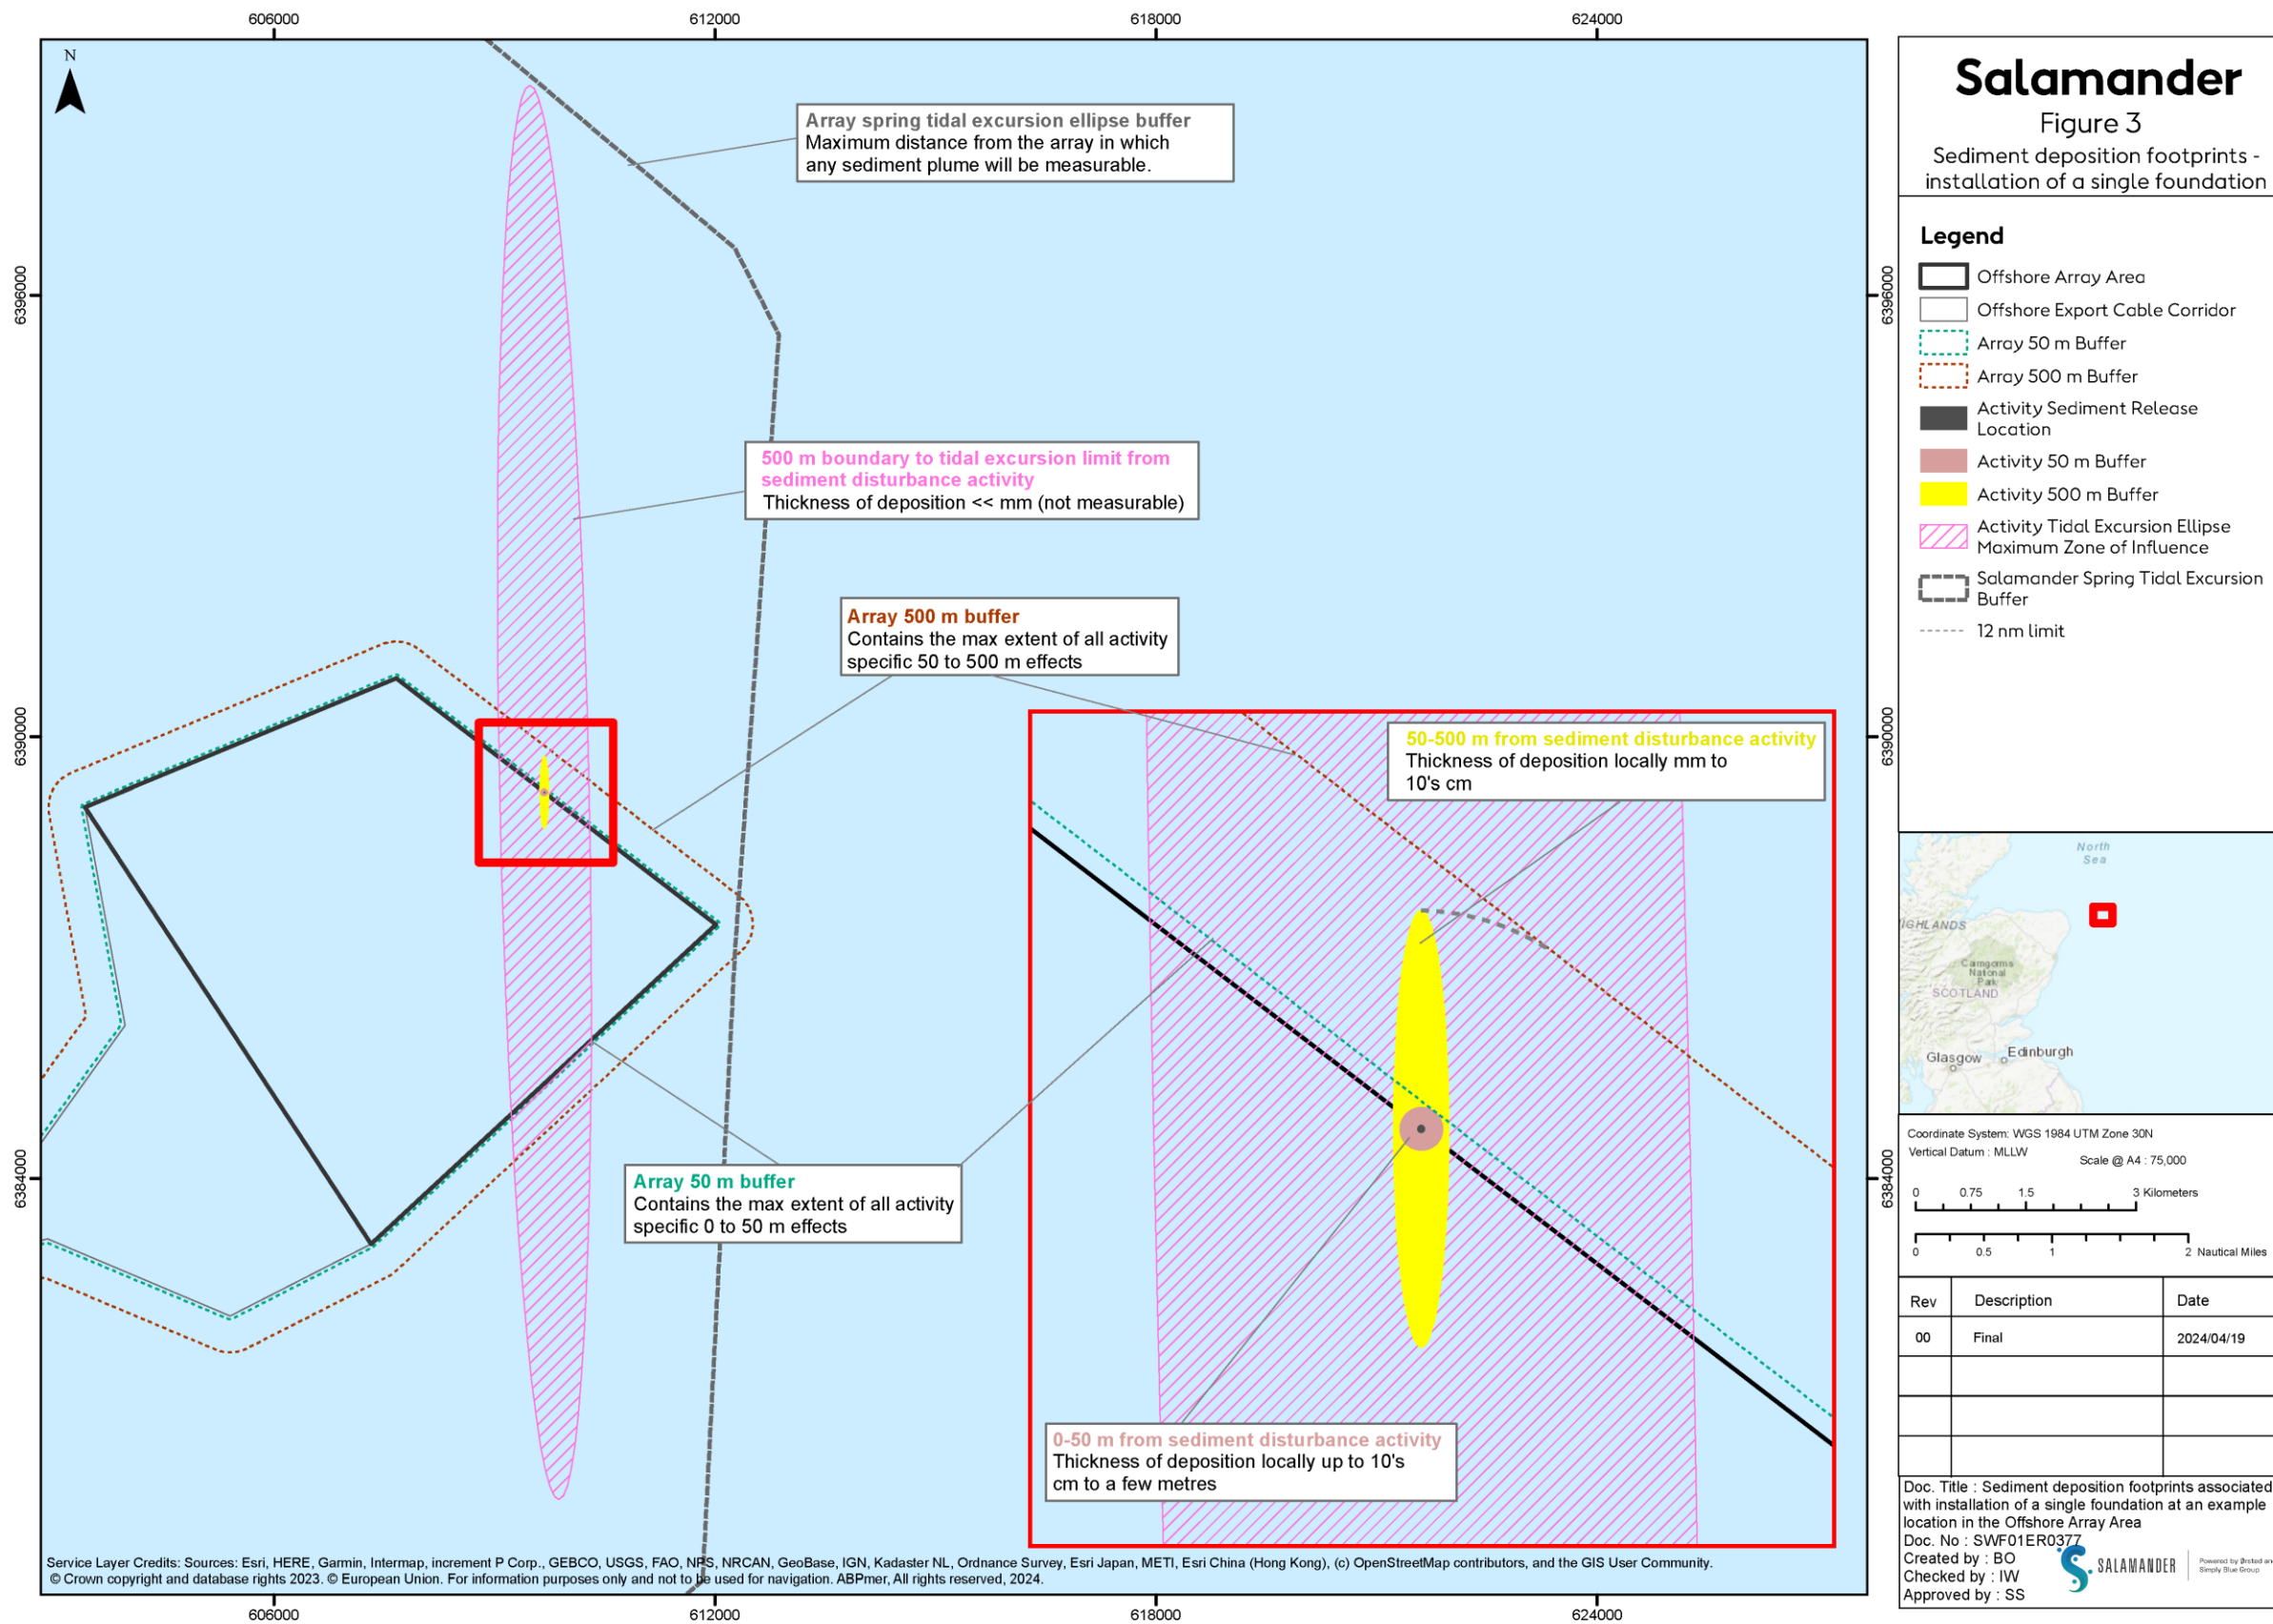 606000
612000
618000
624000
N
6396000
6390000
6384000
6396000
6390000
6384000
Array spring tidal excursion ellipse buffer
Maximum distance from the array in which
any sediment plume will be measurable.
500 m boundary to tidal excursion limit from
sediment disturbance activity
Thickness of deposition << mm (not measurable)
Array 500 m buffer
Contains the max extent of all activity
specific 50 to 500 m effects
50-500 m from sediment disturbance activity
Thickness of deposition locally mm to
10's cm
Array 50 m buffer
Contains the max extent of all activity
specific 0 to 50 m effects
0-50 m from sediment disturbance activity
Thickness of deposition locally up to 10's
cm to a few metres
Service Layer Credits: Sources: Esri, HERE, Garmin, Intermap, increment P Corp., GEBCO, USGS, FAO, NPS, NRCAN, GeoBase, IGN, Kadaster NL, Ordnance Survey, Esri Japan, METI, Esri China (Hong Kong), (c) OpenStreetMap contributors, and the GIS User Community.
© Crown copyright and database rights 2023. © European Union. For information purposes only and not to be used for navigation. ABPmer, All rights reserved, 2024.
606000
612000
618000
624000
Salamander
Figure 3
Sediment deposition footprints -
installation of a single foundation
Legend
Offshore Array Area
Offshore Export Cable Corridor
Array 50 m Buffer
Array 500 m Buffer
Activity Sediment Release
Location
Activity 50 m Buffer
Activity 500 m Buffer
Activity Tidal Excursion Ellipse
Maximum Zone of Influence
Salamander Spring Tidal Excursion
Buffer
12 nm limit
North
Sea
IGHLANDS
Cairngorms
National
Park
SCOTLAND
Glasgow
Edinburgh
Coordinate System: WGS 1984 UTM Zone 30N
Vertical Datum : MLLW
Scale @ A4 : 75,000
0 0.75 1.5 3 Kilometers
0 0.5 1 2 Nautical Miles
Rev Description Date
00 Final 2024/04/19
Doc. Title : Sediment deposition footprints associated
with installation of a single foundation at an example
location in the Offshore Array Area
Doc. No : SWF01ER0377
Created by : BO
Checked by : IW
Approved by : SS
SALAMANDER
Powered by Ørsted an
Simply Blue Group